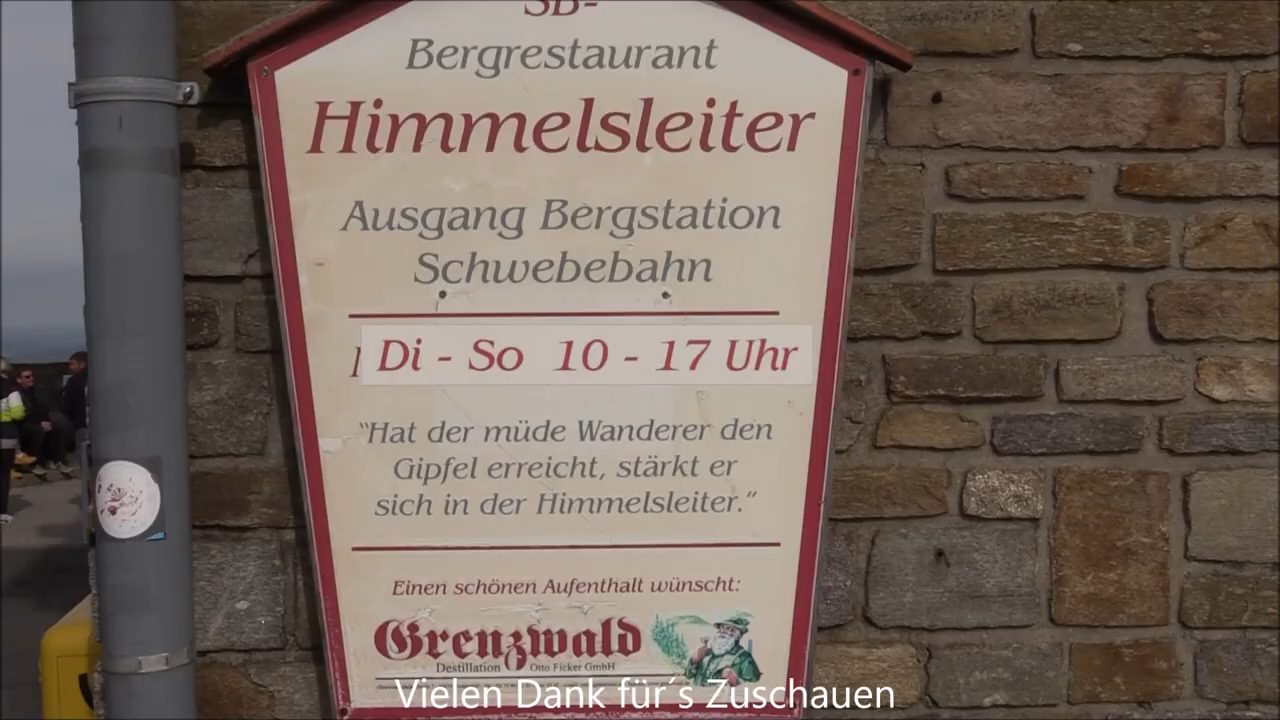 SB-
Bergrestaurant
Himmelsleiter
Ausgang Bergstation
Schwebebahn
Di - So 10 - 17 Uhr
"Hat der müde Wanderer den
Gipfel erreicht, stärkt er
sich in der Himmelsleiter."
Einen schönen Aufenthalt wünscht:
Grenzwald
Destillation Otto Ficker GmbH
Vielen Dank für´s Zuschauen